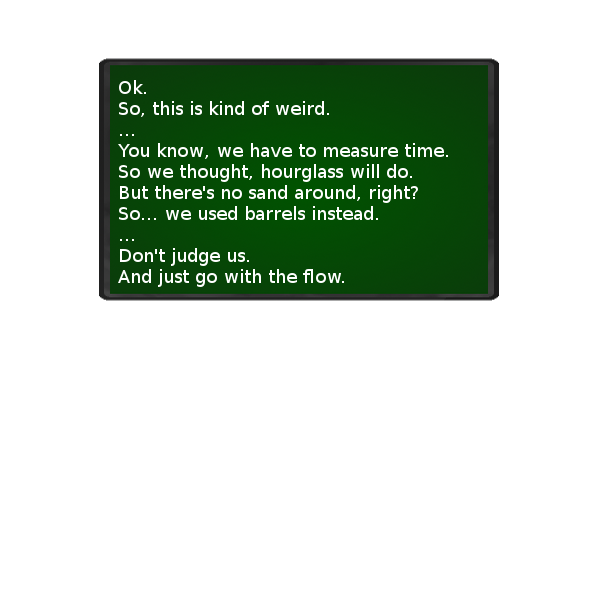 Ok.
So, this is kind of weird.
...
You know, we have to measure time.
So we thought, hourglass will do.
But there's no sand around, right?
So... we used barrels instead.
...
Don't judge us.
And just go with the flow.